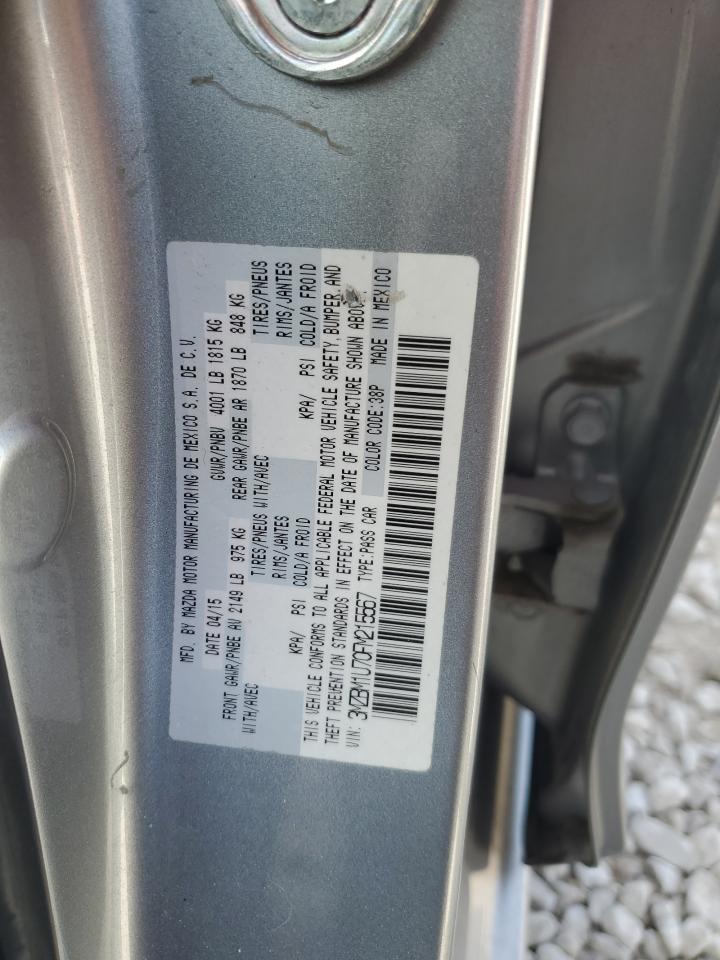 MFD. BY MAZDA MOTOR MANUFACTURING DE MEXICO S.A. DE C.V.
DATE 04/15 GVWR/PNBV 4001 LB 1815 KG
FRONT GAWR/PNBE AV 2149 LB 975 KG REAR GAWR/PNBE AR 1870 LB 848 KG
WITH/AVEC TIRES/PNEUS WITH/AVEC TIRES/PNEUS
RIMS/JANTES RIMS/JANTES
KPA/ PSI COLD/A FROID KPA/ PSI COLD/A FROID
THIS VEHICLE CONFORMS TO ALL APPLICABLE FEDERAL MOTOR VEHICLE SAFETY, BUMPER, AND
THEFT PREVENTION STANDARDS IN EFFECT ON THE DATE OF MANUFACTURE SHOWN ABOVE.
VIN: 3MZBM1U70FM215567 TYPE:PASS CAR COLOR CODE:38P MADE IN MEXICO